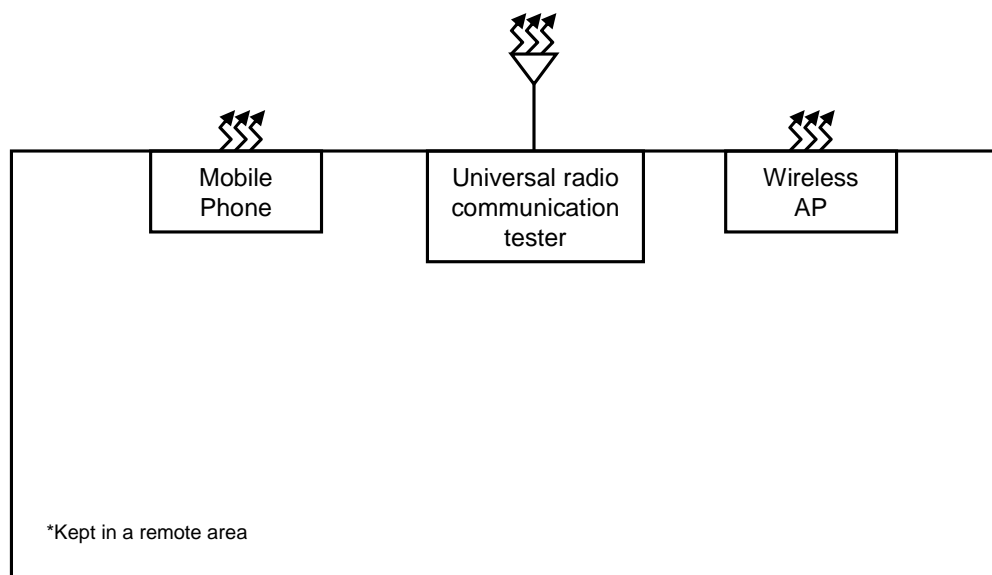 Mobile
Phone
Universal radio
communication
tester
Wireless
AP
*Kept in a remote area